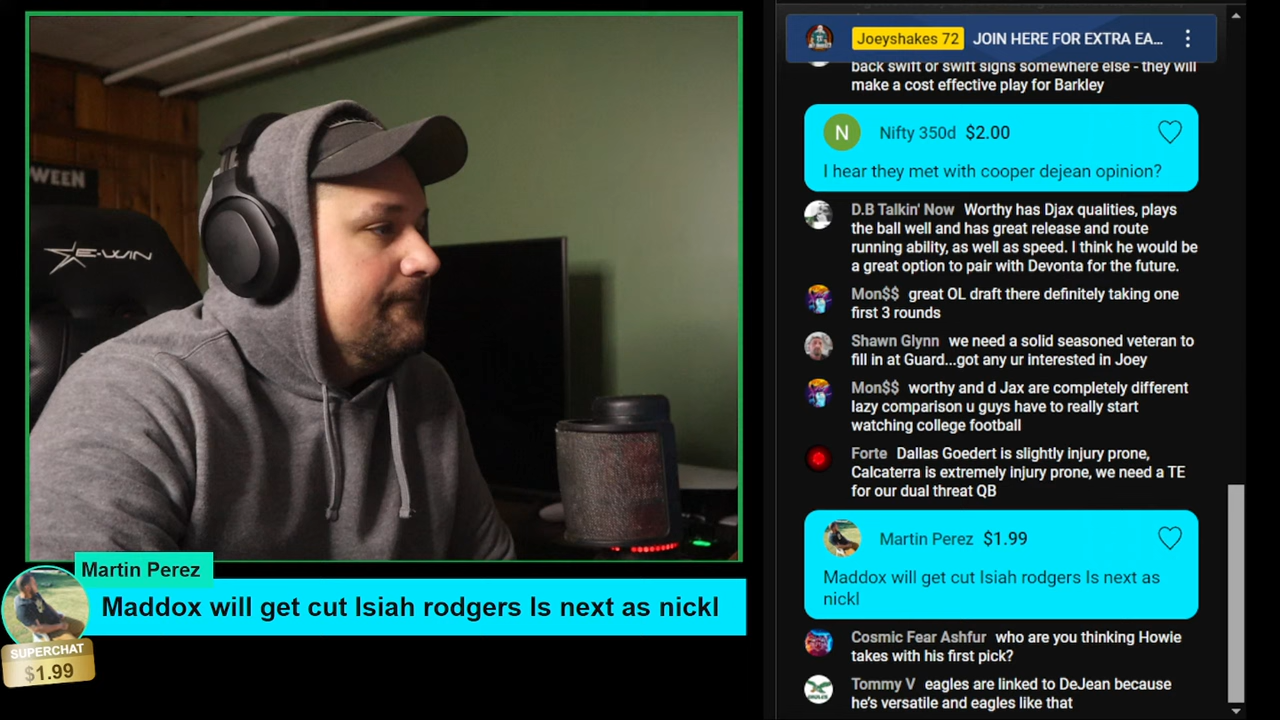 WEEN
E-WIN
Martin Perez
Maddox will get cut Isiah rodgers Is next as nickl
SUPERCHAT
$1.99
Joeyshakes 72 JOIN HERE FOR EXTRA EA...
back swift or swift signs somewhere else - they will
make a cost effective play for Barkley
N Nifty 350d $2.00
I hear they met with cooper dejean opinion?
D.B Talkin' Now Worthy has Djax qualities, plays
the ball well and has great release and route
running ability, as well as speed. I think he would be
a great option to pair with Devonta for the future.
Mon$$ great OL draft there definitely taking one
first 3 rounds
Shawn Glynn we need a solid seasoned veteran to
fill in at Guard...got any ur interested in Joey
Mon$$ worthy and d Jax are completely different
lazy comparison u guys have to really start
watching college football
Forte Dallas Goedert is slightly injury prone,
Calcaterra is extremely injury prone, we need a TE
for our dual threat QB
Martin Perez $1.99
Maddox will get cut Isiah rodgers Is next as
nickl
Cosmic Fear Ashfur who are you thinking Howie
takes with his first pick?
Tommy V eagles are linked to DeJean because
he's versatile and eagles like that